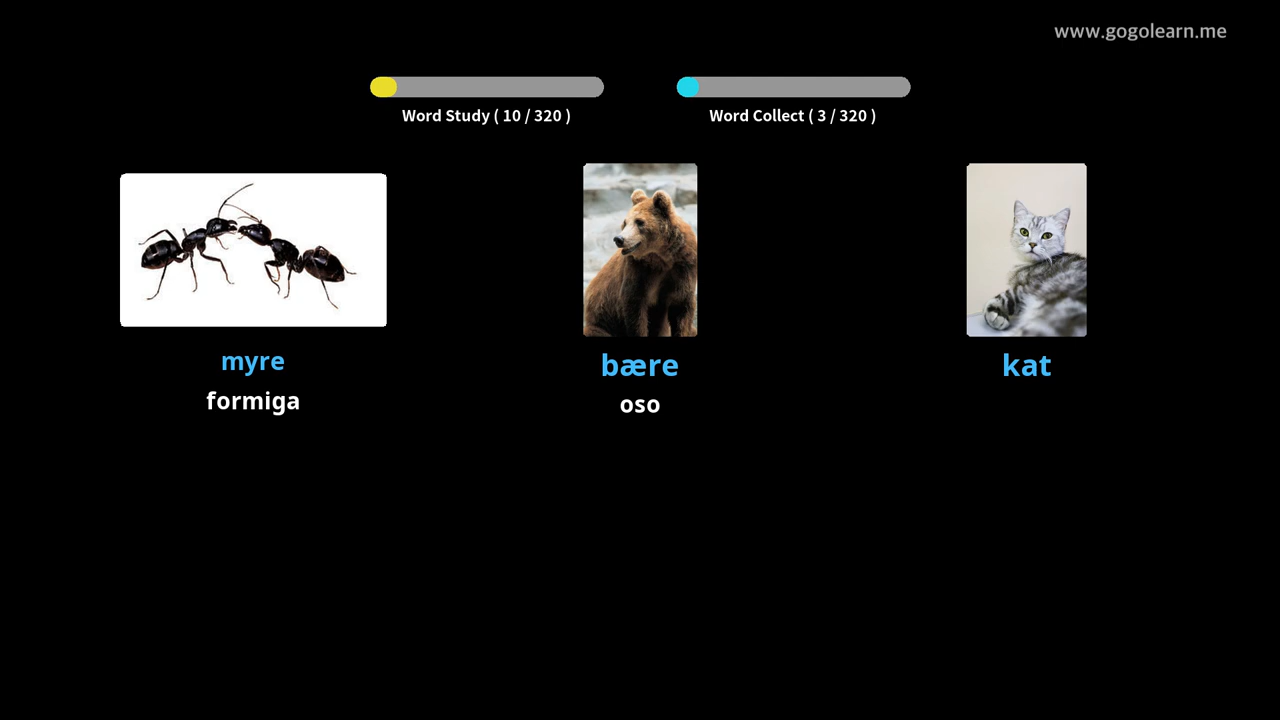 www.gogolearn.me
Word Study ( 10 / 320 )
Word Collect ( 3 / 320 )
myre
formiga
bære
oso
kat